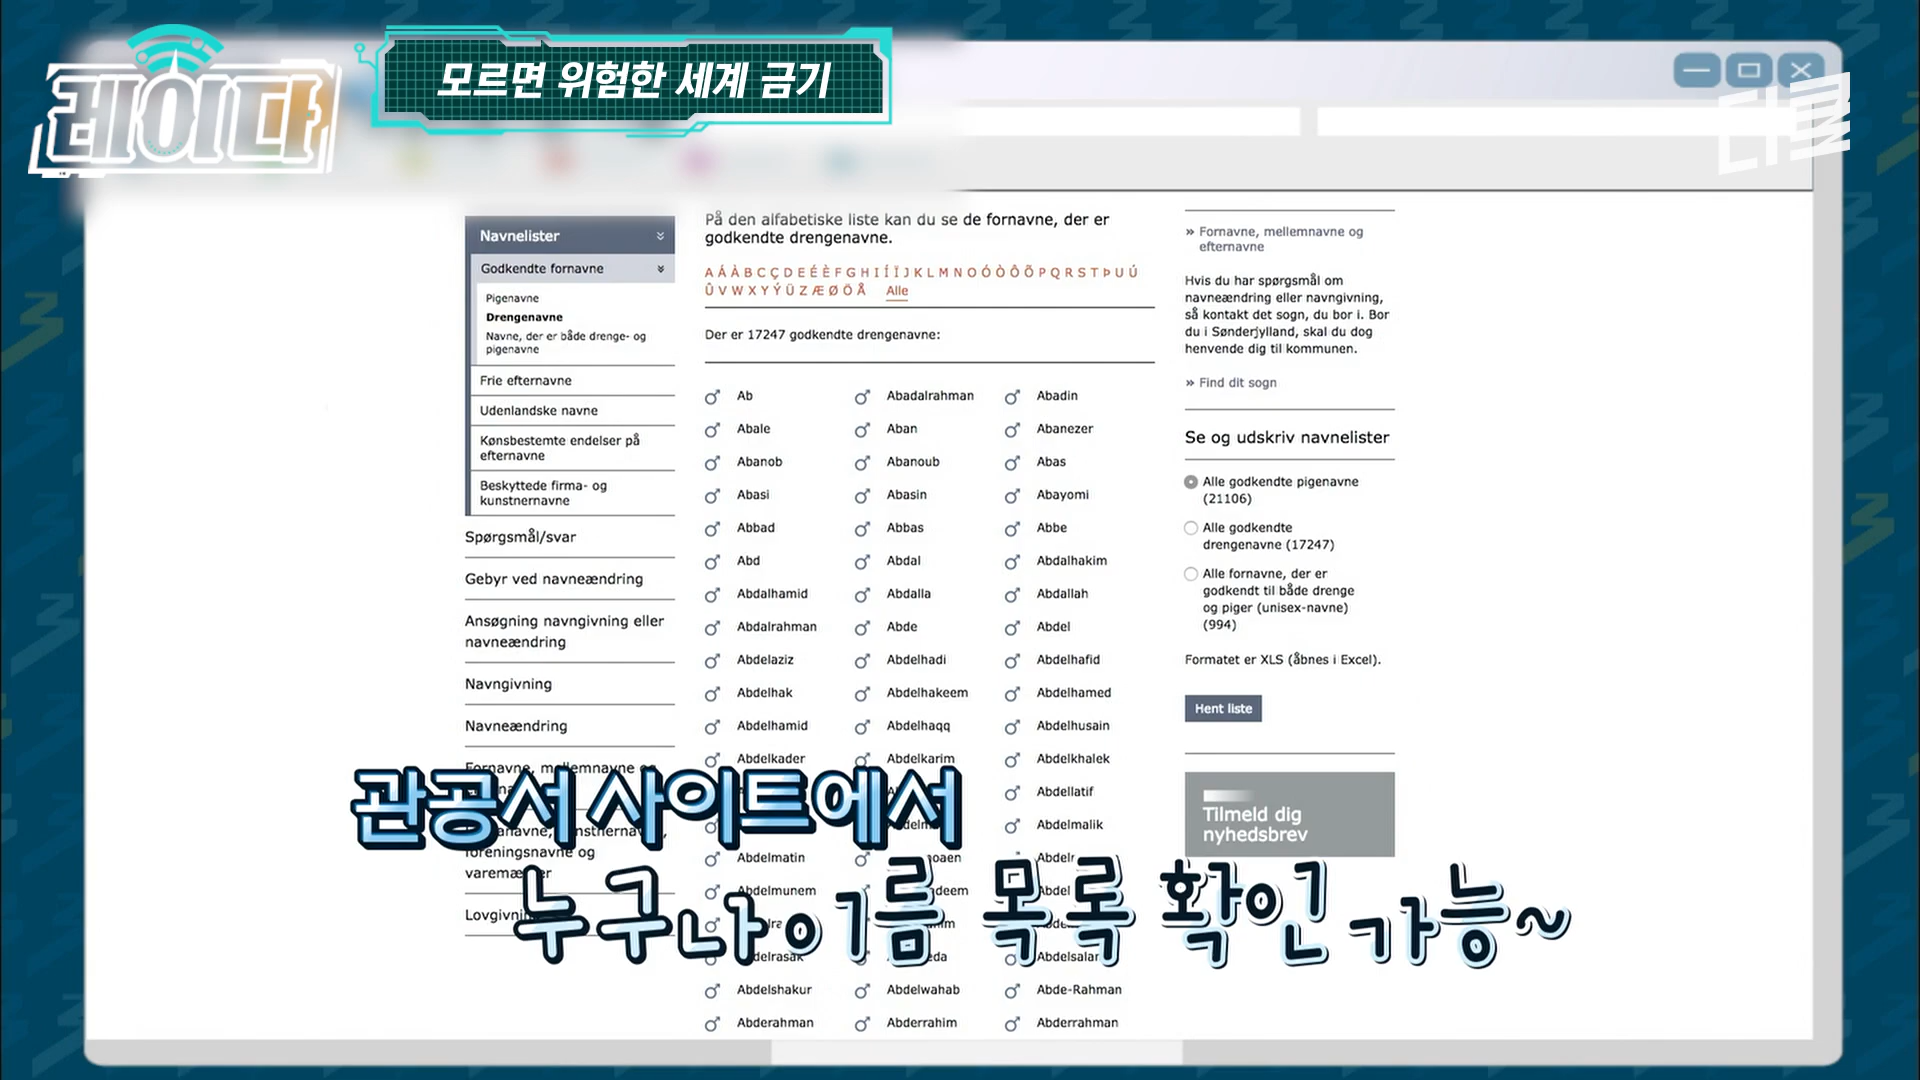 레이다
모르면 위험한 세계 금기
디글
Navnelister
Godkendte fornavne
Pigenavne
Drengenavne
Navne, der er både drenge- og
pigenavne
Frie efternavne
Udenlandske navne
Kønsbestemte endelser på
efternavne
Beskyttede firma- og
kunstnernavne
Spørgsmål/svar
Gebyr ved navneændring
Ansøgning navngivning eller
navneændring
Navngivning
Navneændring
Fornavne, mellemnavne og
foreningsnavne og
Lovgivning
På den alfabetiske liste kan du se de fornavne, der er
godkendte drengenavne.
A Á À B C Ç D E É È F G H I Í Ï J K L M N O Ó Ò Ô Õ P Q R S T Þ U Ú
Û V W X Y Ý Ü Z Æ Ø Ö Å Alle
Der er 17247 godkendte drengenavne:
Ab Abadalrahman Abadin
Abale Aban Abanezer
Abanob Abanoub Abas
Abasi Abasin Abayomi
Abbad Abbas Abbe
Abd Abdal Abdalhakim
Abdalhamid Abdalla Abdallah
Abdalrahman Abde Abdel
Abdelaziz Abdelhadi Abdelhafid
Abdelhak Abdelhakeem Abdelhamed
Abdelhamid Abdelhaqq Abdelhusain
Abdelkader Abdelkarim Abdelkhalek
Abdellatif
Abdelmalik
Abdelmatin
Abdelmunem
Abdelsalam
Abdelshakur Abdelwahab Abde-Rahman
Abderahman Abderrahim Abderrahman
» Fornavne, mellemnavne og
efternavne
Hvis du har spørgsmål om
navneændring eller navngivning,
så kontakt det sogn, du bor i. Bor
du i Sønderjylland, skal du dog
henvende dig til kommunen.
» Find dit sogn
Se og udskriv navnelister
Alle godkendte pigenavne
(21106)
Alle godkendte
drengenavne (17247)
Alle fornavne, der er
godkendt til både drenge
og piger (unisex-navne)
(994)
Formatet er XLS (åbnes i Excel).
Hent liste
Tilmeld dig
nyhedsbrev
관공서 사이트에서
누구나 이름 목록 확인 가능~